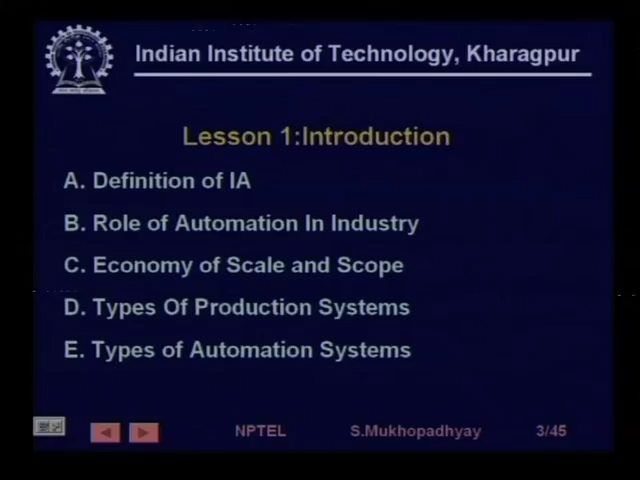 Indian Institute of Technology, Kharagpur
Lesson 1:Introduction
A. Definition of IA
B. Role of Automation In Industry
C. Economy of Scale and Scope
D. Types Of Production Systems
E. Types of Automation Systems
NPTEL S.Mukhopadhyay 3/45